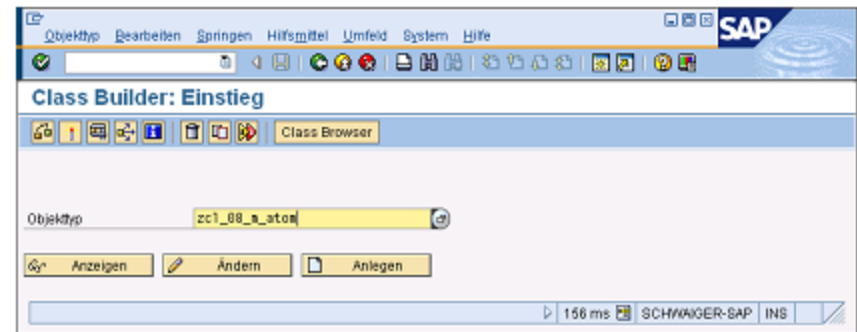 Objekttyp Bearbeiten Springen Hilfsmittel Umfeld System Hilfe
SAP
Class Builder: Einstieg
Class Browser
Objekttyp zc1_08_m_atom
Anzeigen Ändern Anlegen
156 ms SCHWAIGER-SAP INS